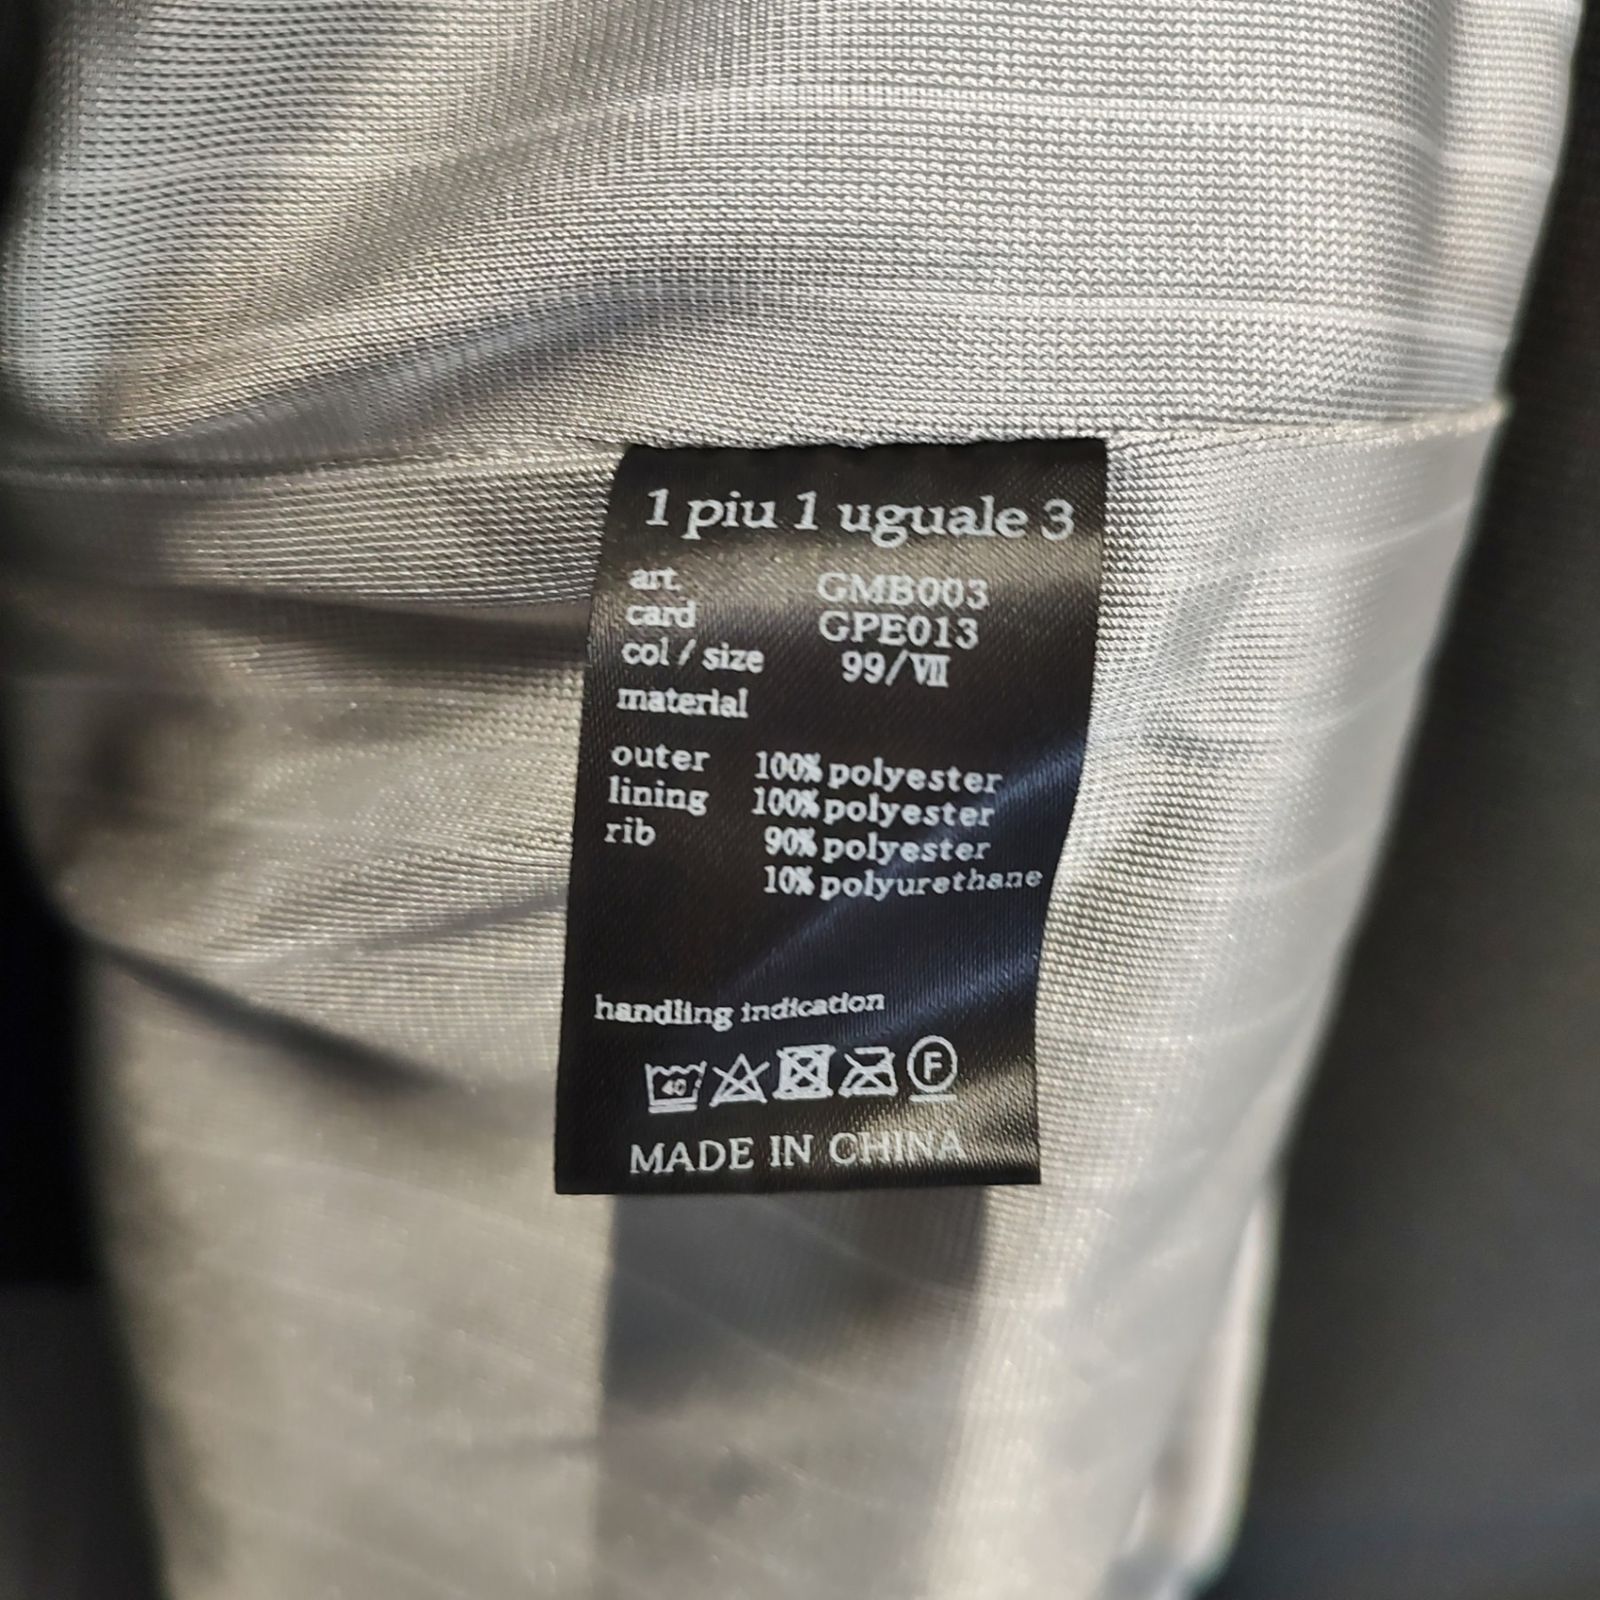 1 piu 1 uguale 3
art. GMB003
card GPE013
col / size 99/Ⅶ
material
outer 100% polyester
lining 100% polyester
rib 90% polyester
10% polyurethane
handling indication
40 F
MADE IN CHINA